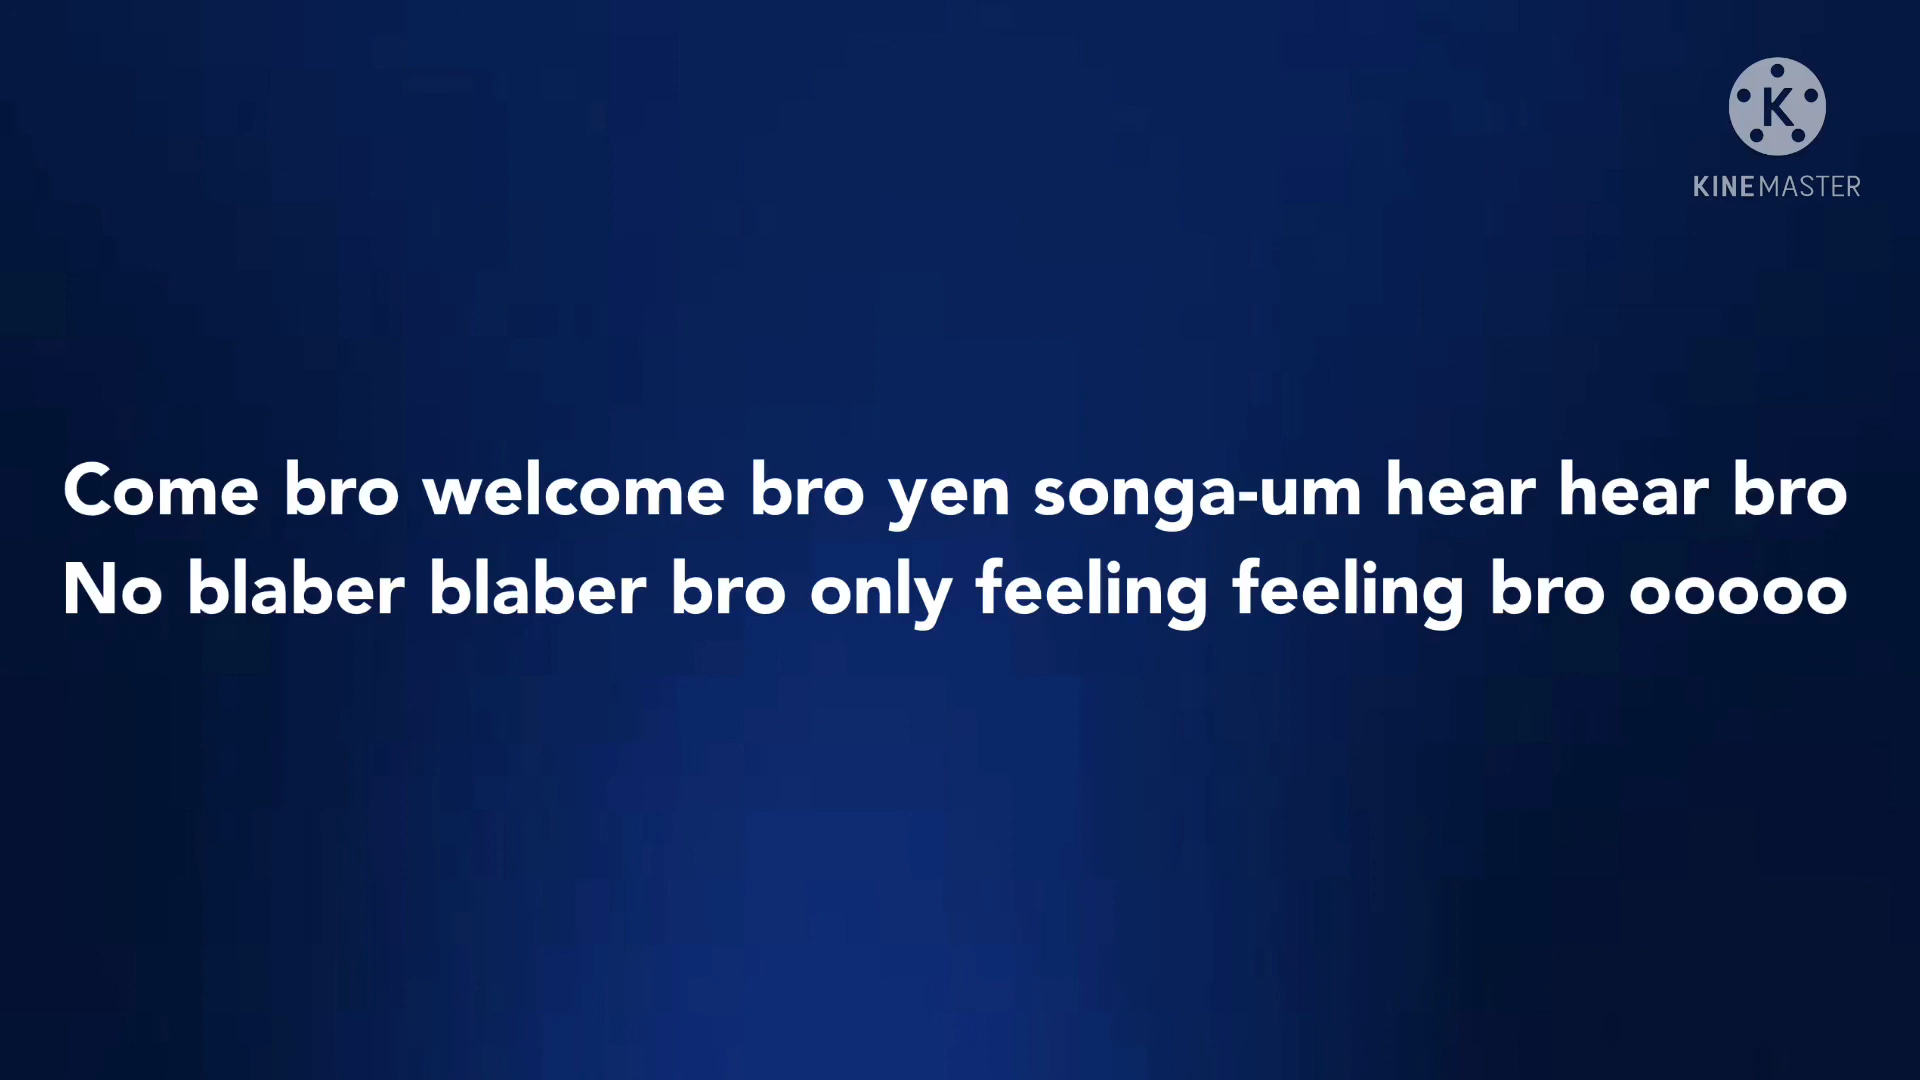 K
KINEMASTER
Come bro welcome bro yen songa-um hear hear bro
No blaber blaber bro only feeling feeling bro ooooo